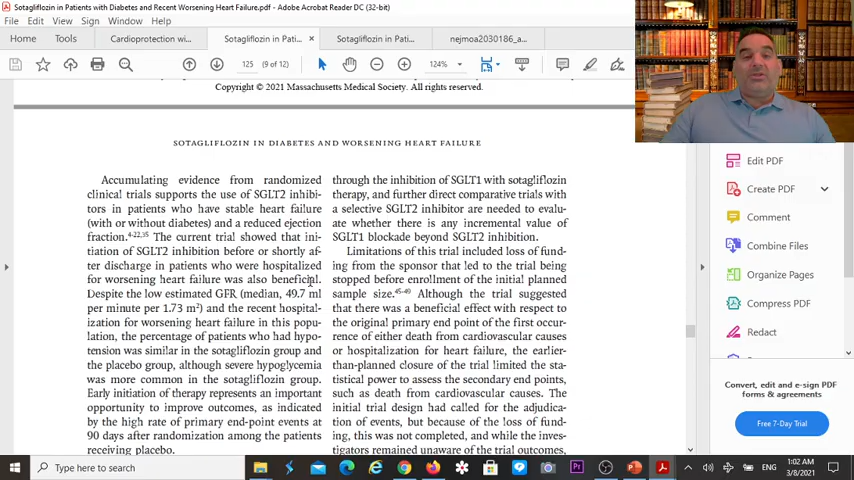 Sotagliflozin in Patients with Diabetes and Recent Worsening Heart Failure.pdf - Adobe Acrobat Reader DC (32-bit)
File Edit View Sign Window Help
Home Tools Cardioprotection wi... Sotagliflozin in Pati... Sotagliflozin in Pati... nejmoa2030186_a...
125 (9 of 12) 124%
Copyright © 2021 Massachusetts Medical Society. All rights reserved.
SOTAGLIFLOZIN IN DIABETES AND WORSENING HEART FAILURE
Accumulating evidence from randomized
clinical trials supports the use of SGLT2 inhibi-
tors in patients who have stable heart failure
(with or without diabetes) and a reduced ejection
fraction.4-22,35 The current trial showed that ini-
tiation of SGLT2 inhibition before or shortly af-
ter discharge in patients who were hospitalized
for worsening heart failure was also beneficial.
Despite the low estimated GFR (median, 49.7 ml
per minute per 1.73 m2) and the recent hospital-
ization for worsening heart failure in this popu-
lation, the percentage of patients who had hypo-
tension was similar in the sotagliflozin group and
the placebo group, although severe hypoglycemia
was more common in the sotagliflozin group.
Early initiation of therapy represents an important
opportunity to improve outcomes, as indicated
by the high rate of primary end-point events at
90 days after randomization among the patients
receiving placebo.
through the inhibition of SGLT1 with sotagliflozin
therapy, and further direct comparative trials with
a selective SGLT2 inhibitor are needed to evalu-
ate whether there is any incremental value of
SGLT1 blockade beyond SGLT2 inhibition.
Limitations of this trial included loss of fund-
ing from the sponsor that led to the trial being
stopped before enrollment of the initial planned
sample size.45-49 Although the trial suggested
that there was a beneficial effect with respect to
the original primary end point of the first occur-
rence of either death from cardiovascular causes
or hospitalization for heart failure, the earlier-
than-planned closure of the trial limited the sta-
tistical power to assess the secondary end points,
such as death from cardiovascular causes. The
initial trial design had called for the adjudica-
tion of events, but because of the loss of fund-
ing, this was not completed, and while the inves-
tigators remained unaware of the trial outcomes,
Edit PDF
Create PDF
Comment
Combine Files
Organize Pages
Compress PDF
Redact
Convert, edit and e-sign PDF
forms & agreements
Free 7-Day Trial
Type here to search
ENG
1:02 AM
3/8/2021